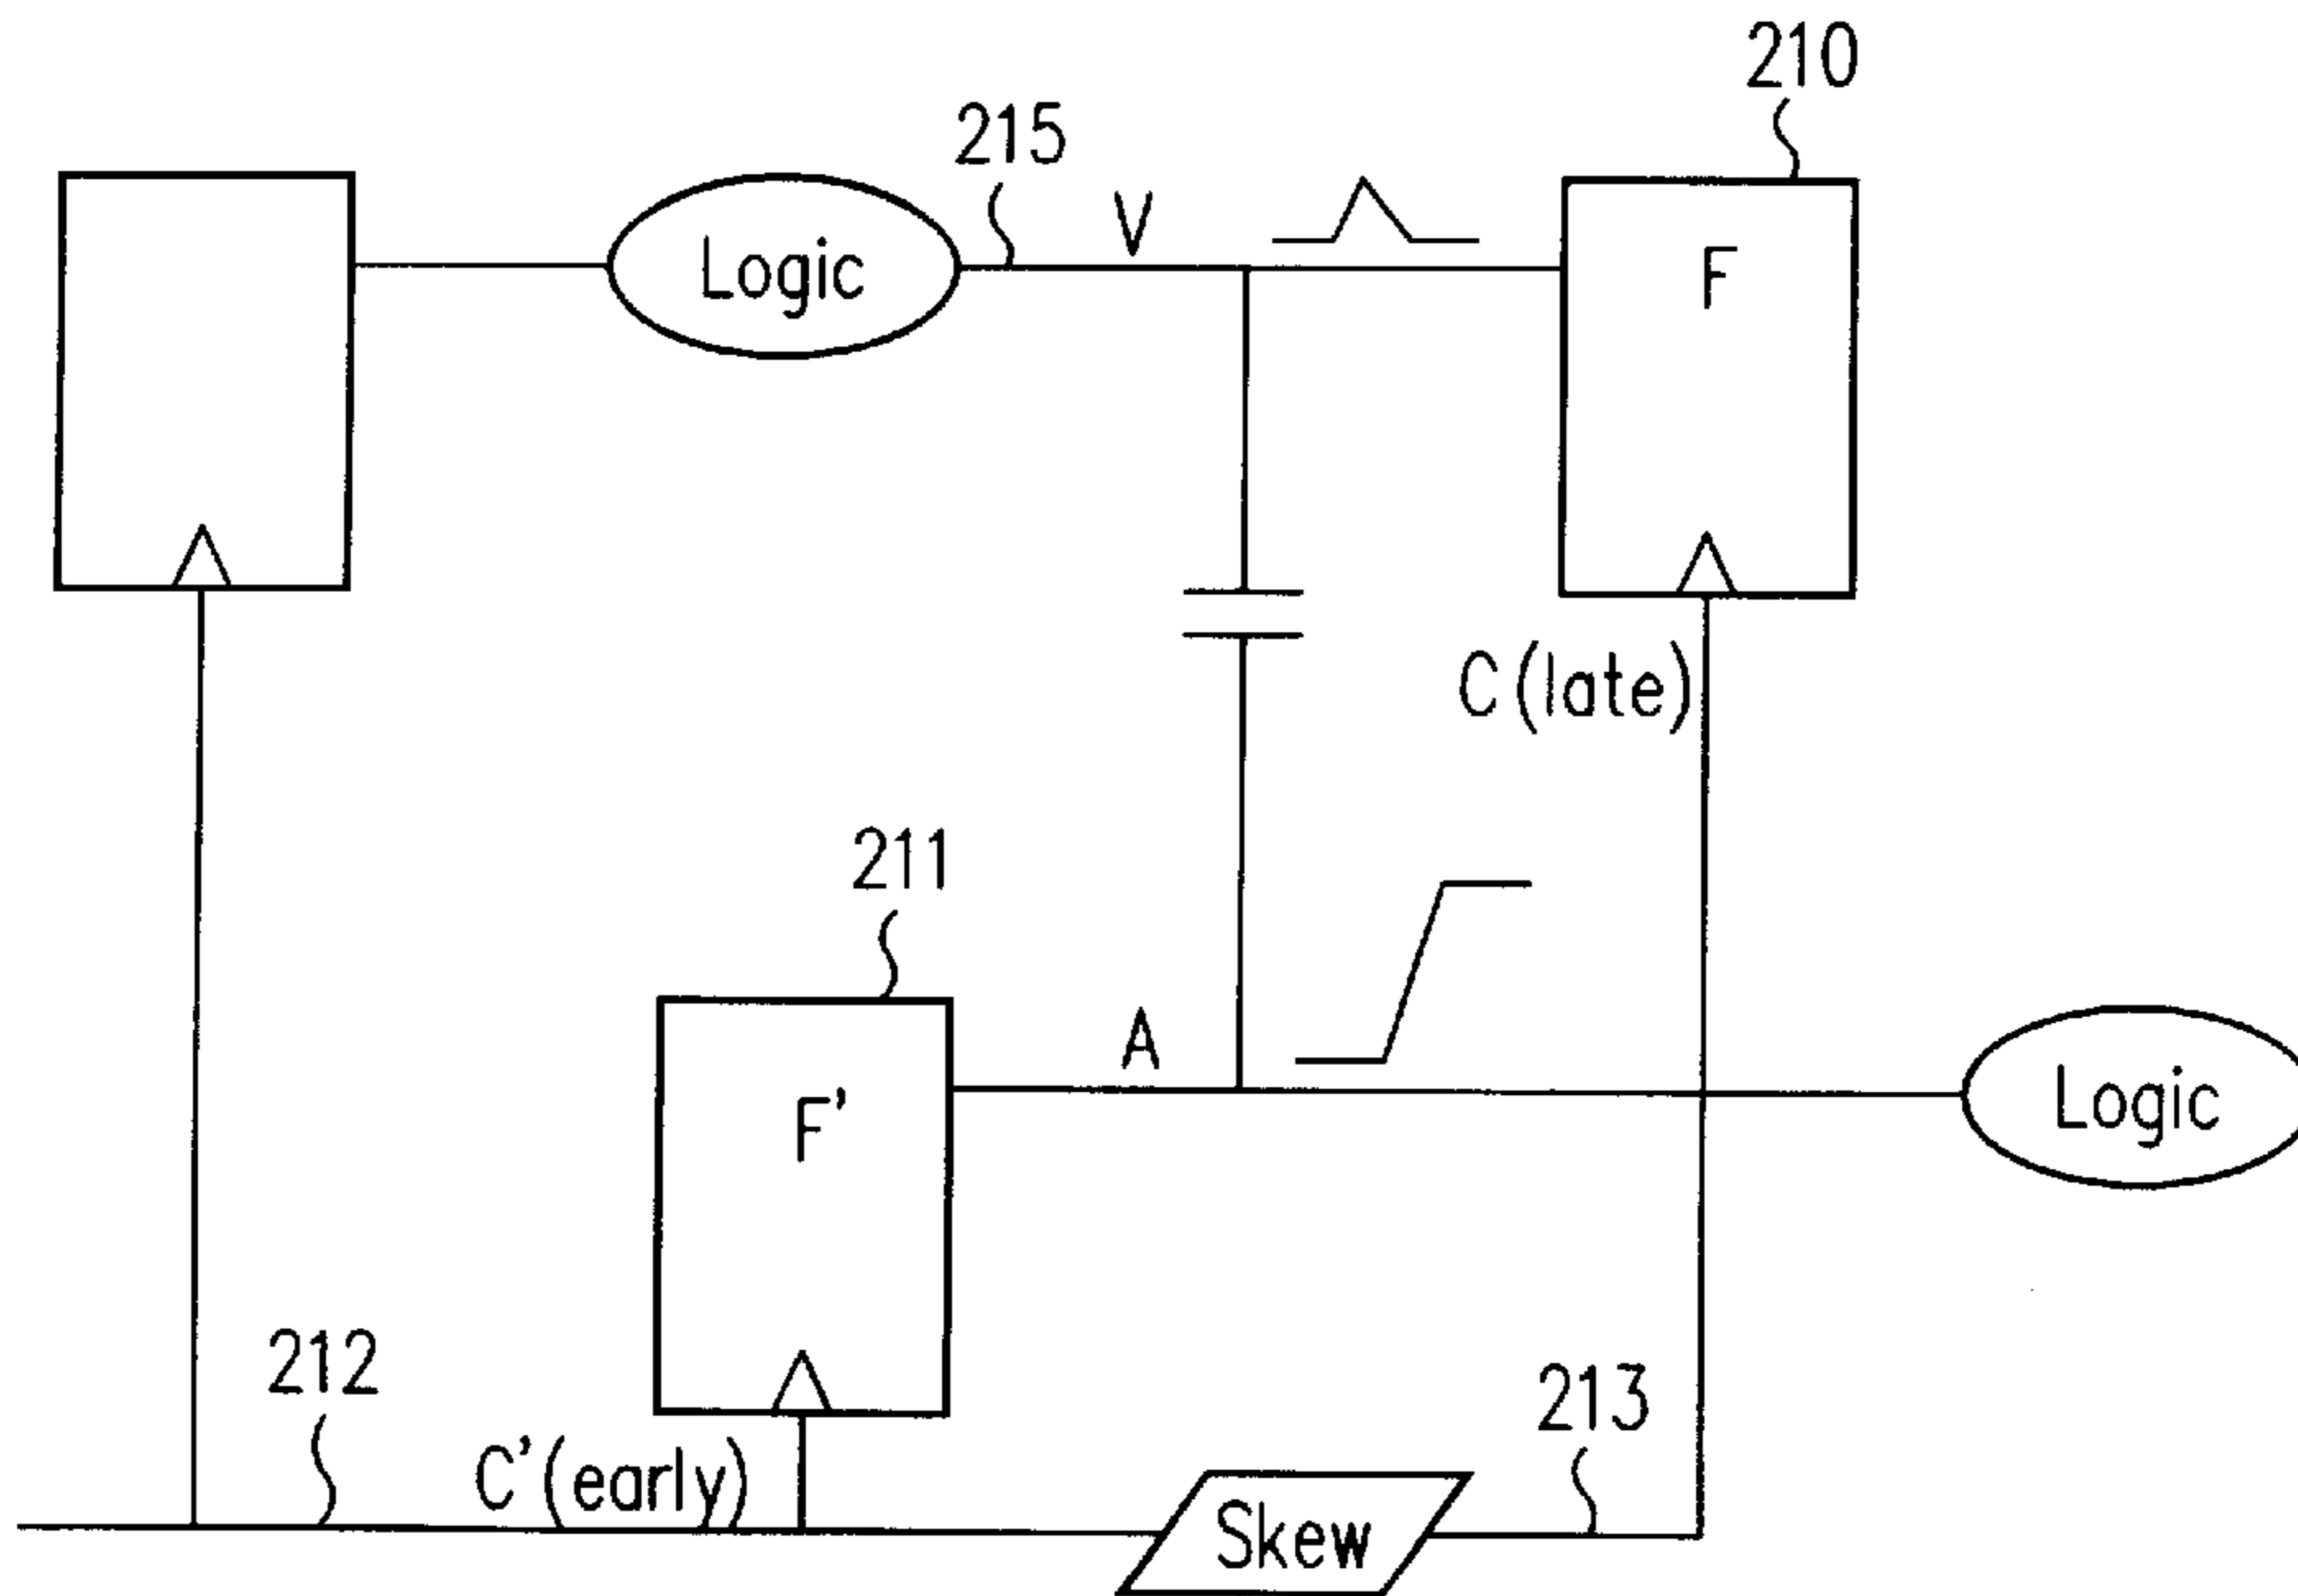 210
215
V
Logic
F
C(late)
211
A
F'
Logic
212
213
C'(early)
Skew